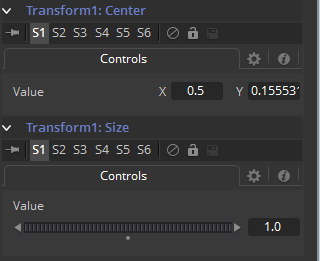 Transform1: Center
S1 S2 S3 S4 S5 S6
Controls
Value X 0.5 Y 0.15553
Transform1: Size
S1 S2 S3 S4 S5 S6
Controls
Value
1.0